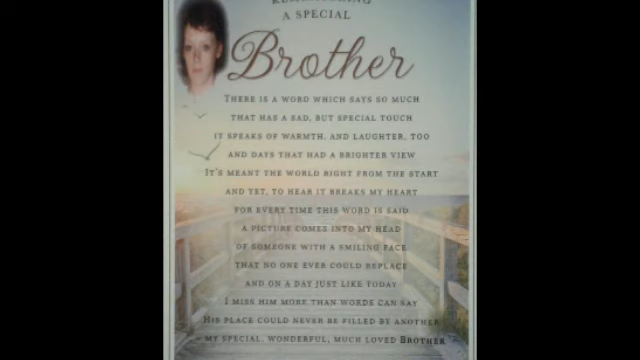 REMEMBERING
A SPECIAL
Brother
THERE IS A WORD WHICH SAYS SO MUCH
THAT HAS A SAD, BUT SPECIAL TOUCH
IT SPEAKS OF WARMTH, AND LAUGHTER, TOO
AND DAYS THAT HAD A BRIGHTER VIEW
IT'S MEANT THE WORLD RIGHT FROM THE START
AND YET, TO HEAR IT BREAKS MY HEART
FOR EVERY TIME THIS WORD IS SAID
A PICTURE COMES INTO MY HEAD
OF SOMEONE WITH A SMILING FACE
THAT NO ONE EVER COULD REPLACE
AND ON A DAY JUST LIKE TODAY
I MISS HIM MORE THAN WORDS CAN SAY
HIS PLACE COULD NEVER BE FILLED BY ANOTHER
- MY SPECIAL, WONDERFUL, MUCH LOVED BROTHER